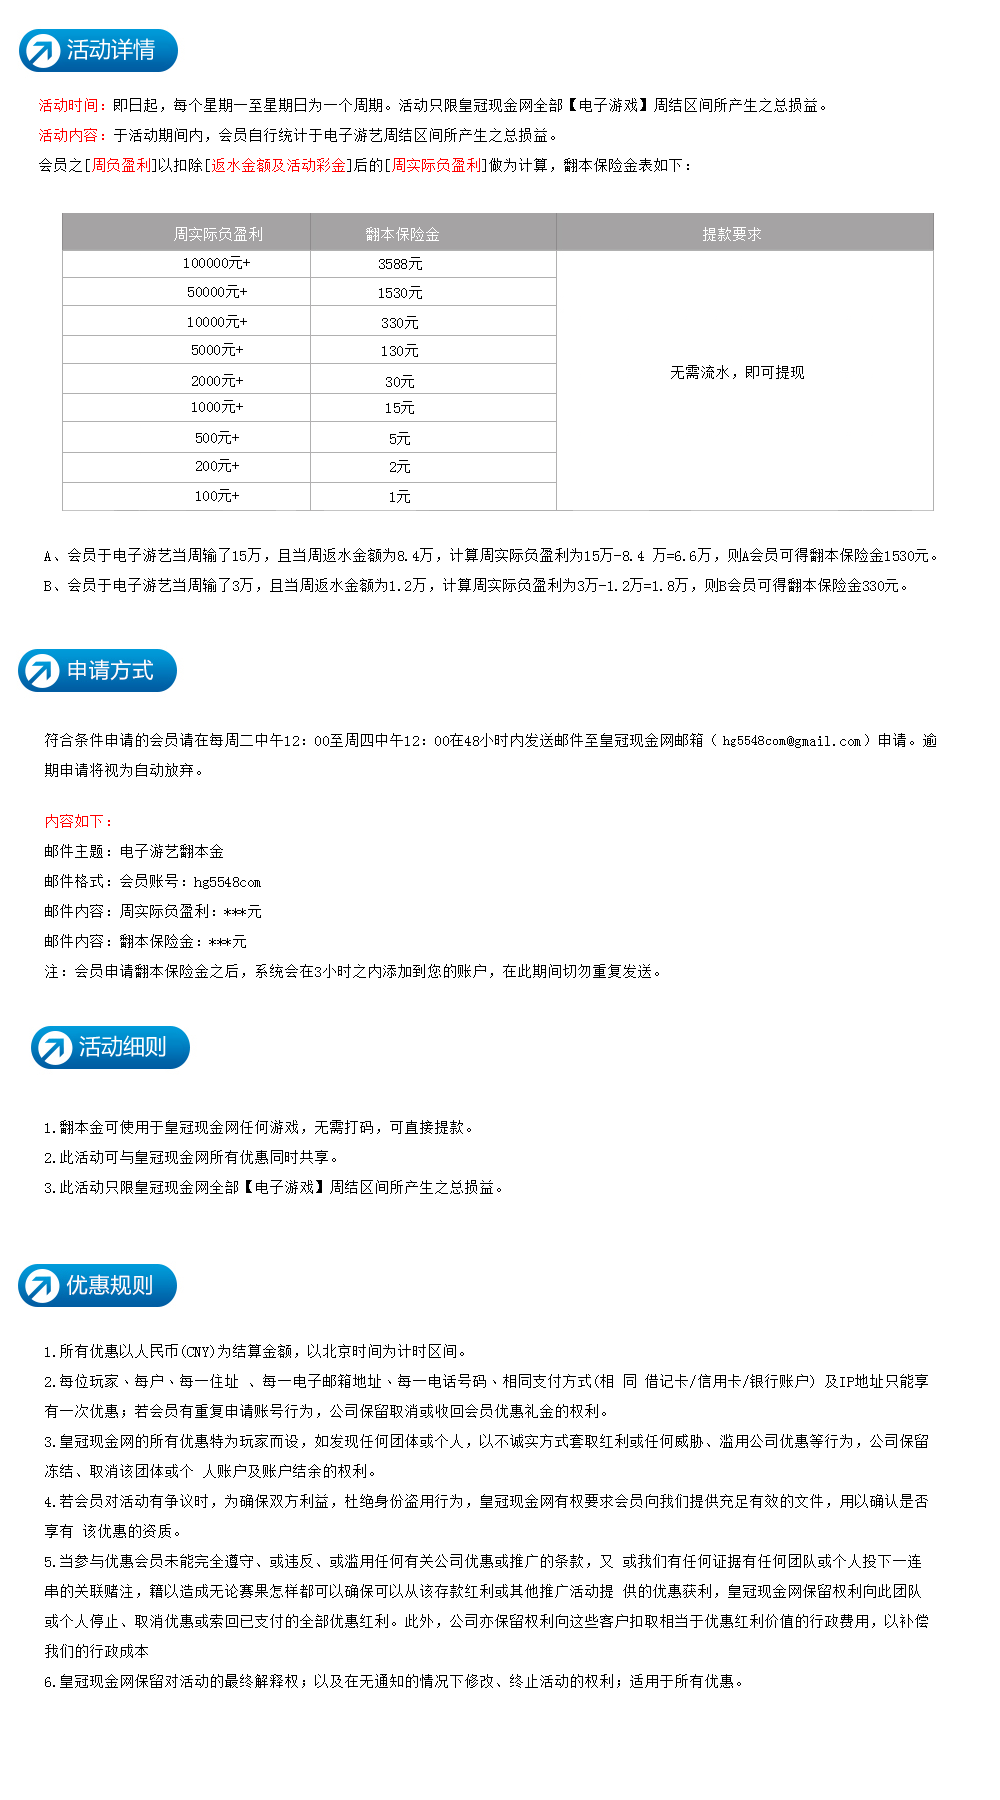 活动详情
活动时间：即日起，每个星期一至星期日为一个周期。活动只限皇冠现金网全部【电子游戏】周结区间所产生之总损益。
活动内容：于活动期间内，会员自行统计于电子游艺周结区间所产生之总损益。
会员之[周负盈利]以扣除[返水金额及活动彩金]后的[周实际负盈利]做为计算，翻本保险金表如下：
周实际负盈利 翻本保险金 提款要求
100000元+ 3588元
50000元+ 1530元
10000元+ 330元
5000元+ 130元
无需流水，即可提现
2000元+ 30元
1000元+ 15元
500元+ 5元
200元+ 2元
100元+ 1元
A、会员于电子游艺当周输了15万，且当周返水金额为8.4万，计算周实际负盈利为15万-8.4 万=6.6万，则A会员可得翻本保险金1530元。
B、会员于电子游艺当周输了3万，且当周返水金额为1.2万，计算周实际负盈利为3万-1.2万=1.8万，则B会员可得翻本保险金330元。
申请方式
符合条件申请的会员请在每周二中午12：00至周四中午12：00在48小时内发送邮件至皇冠现金网邮箱（ hg5548com@gmail.com）申请。逾
期申请将视为自动放弃。
内容如下：
邮件主题：电子游艺翻本金
邮件格式：会员账号：hg5548com
邮件内容：周实际负盈利：***元
邮件内容：翻本保险金：***元
注：会员申请翻本保险金之后，系统会在3小时之内添加到您的账户，在此期间切勿重复发送。
活动细则
1.翻本金可使用于皇冠现金网任何游戏，无需打码，可直接提款。
2.此活动可与皇冠现金网所有优惠同时共享。
3.此活动只限皇冠现金网全部【电子游戏】周结区间所产生之总损益。
优惠规则
1.所有优惠以人民币(CNY)为结算金额，以北京时间为计时区间。
2.每位玩家、每户、每一住址 、每一电子邮箱地址、每一电话号码、相同支付方式(相 同 借记卡/信用卡/银行账户) 及IP地址只能享
有一次优惠；若会员有重复申请账号行为，公司保留取消或收回会员优惠礼金的权利。
3.皇冠现金网的所有优惠特为玩家而设，如发现任何团体或个人，以不诚实方式套取红利或任何威胁、滥用公司优惠等行为，公司保留
冻结、取消该团体或个 人账户及账户结余的权利。
4.若会员对活动有争议时，为确保双方利益，杜绝身份盗用行为，皇冠现金网有权要求会员向我们提供充足有效的文件，用以确认是否
享有 该优惠的资质。
5.当参与优惠会员未能完全遵守、或违反、或滥用任何有关公司优惠或推广的条款，又 或我们有任何证据有任何团队或个人投下一连
串的关联赌注，籍以造成无论赛果怎样都可以确保可以从该存款红利或其他推广活动提 供的优惠获利，皇冠现金网保留权利向此团队
或个人停止、取消优惠或索回已支付的全部优惠红利。此外，公司亦保留权利向这些客户扣取相当于优惠红利价值的行政费用，以补偿
我们的行政成本
6.皇冠现金网保留对活动的最终解释权；以及在无通知的情况下修改、终止活动的权利；适用于所有优惠。